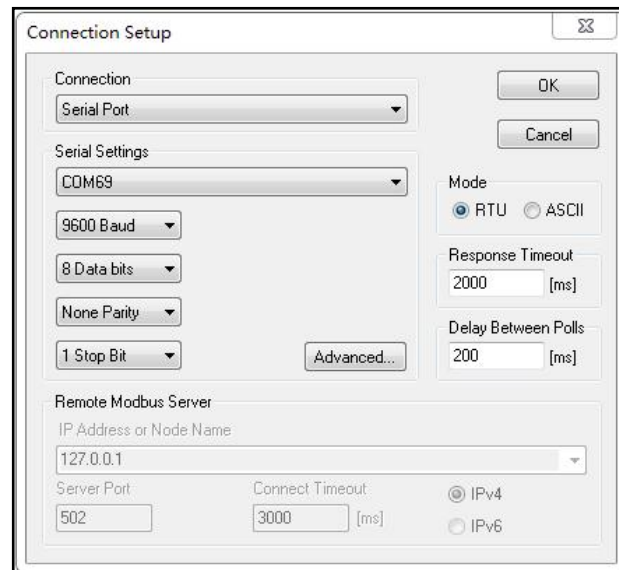 Connection Setup
Connection
Serial Port
OK
Cancel
Serial Settings
COM69
9600 Baud
8 Data bits
None Parity
1 Stop Bit
Advanced...
Mode
RTU ASCII
Response Timeout
2000 [ms]
Delay Between Polls
200 [ms]
Remote Modbus Server
IP Address or Node Name
127.0.0.1
Server Port Connect Timeout
502 3000 [ms]
IPv4
IPv6